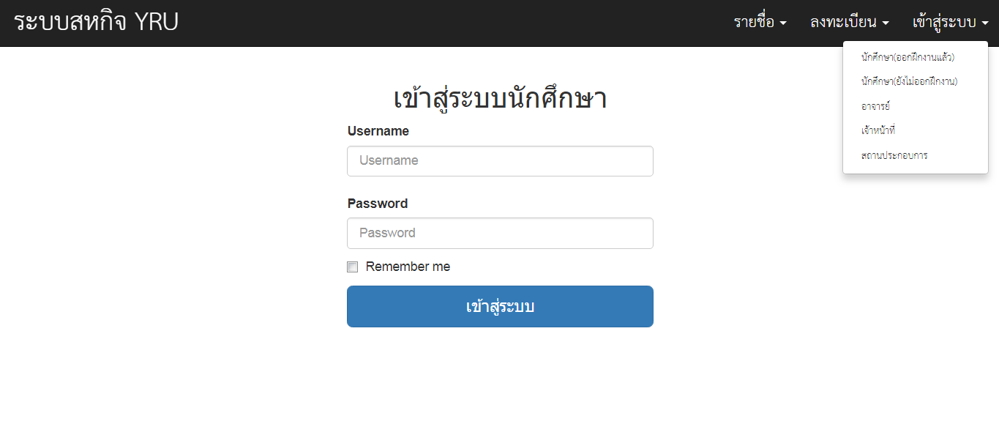 ระบบสหกิจ YRU
รายชื่อ
ลงทะเบียน
เข้าสู่ระบบ
นักศึกษา(ออกฝึกงานแล้ว)
นักศึกษา(ยังไม่ออกฝึกงาน)
อาจารย์
เจ้าหน้าที่
สถานประกอบการ
เข้าสู่ระบบนักศึกษา
Username
Username
Password
Password
Remember me
เข้าสู่ระบบ